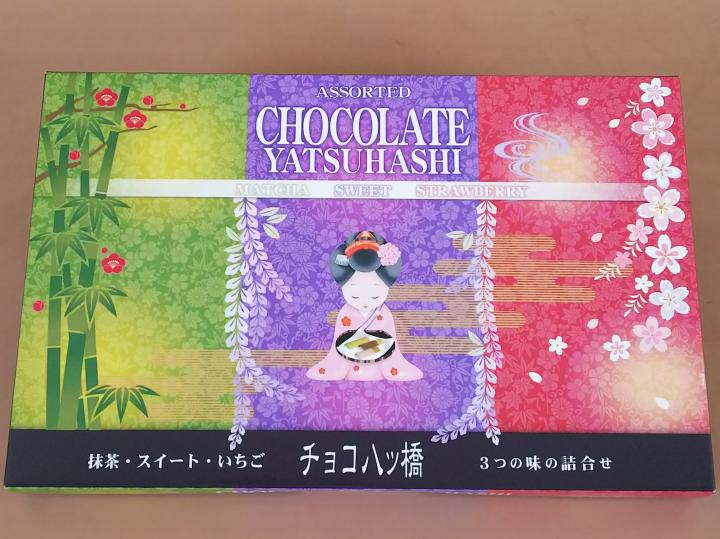 ASSORTED
CHOCOLATE
YATSUHASHI
MATCHA SWEET STRAWBERRY
抹茶・スイート・いちご チョコ八ッ橋 3つの味の詰合せ